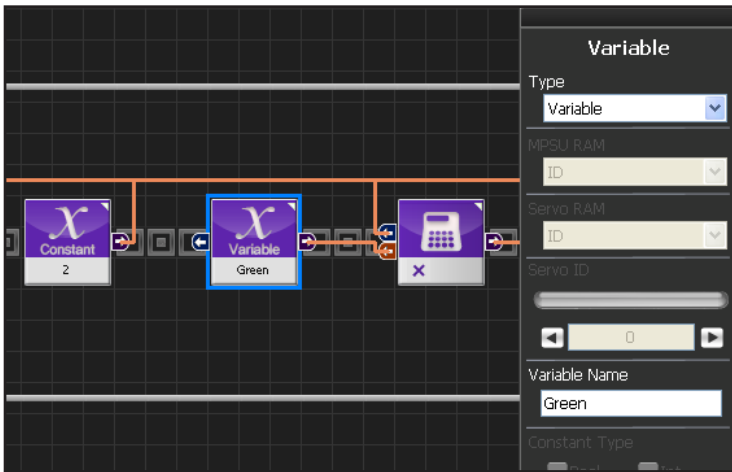 Variable
Type
Variable
MPSU RAM
ID
Servo RAM
ID
Servo ID
0
Variable Name
Green
Constant Type
X
Constant
2
X
Variable
Green
×